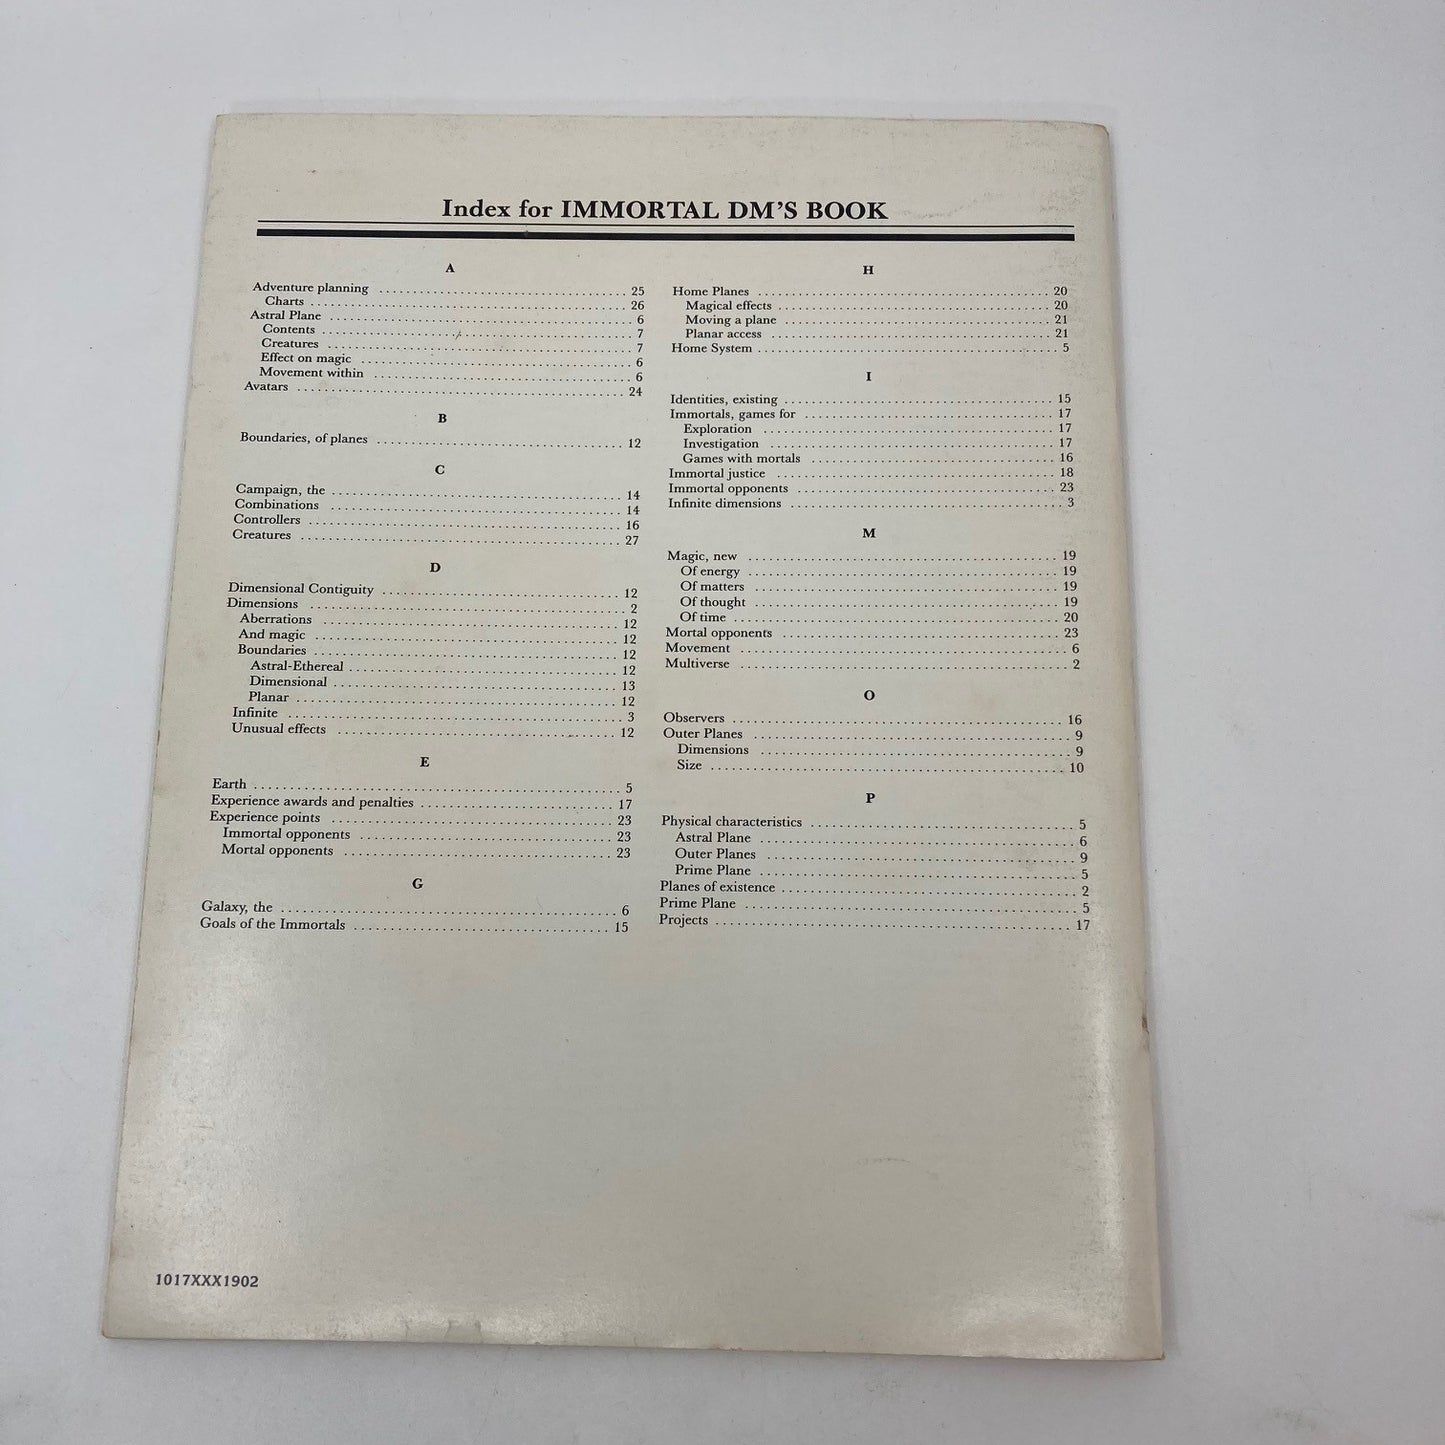 Index for IMMORTAL DM'S BOOK
A
Adventure planning 25
Charts 26
Astral Plane 6
Contents 7
Creatures 7
Effect on magic 6
Movement within 6
Avatars 24
B
Boundaries, of planes 12
C
Campaign, the 14
Combinations 14
Controllers 16
Creatures 27
D
Dimensional Contiguity 12
Dimensions 2
Aberrations 12
And magic 12
Boundaries 12
Astral-Ethereal 12
Dimensional 13
Planar 12
Infinite 3
Unusual effects 12
E
Earth 5
Experience awards and penalties 17
Experience points 23
Immortal opponents 23
Mortal opponents 23
G
Galaxy, the 6
Goals of the Immortals 15
H
Home Planes 20
Magical effects 20
Moving a plane 21
Planar access 21
Home System 5
I
Identities, existing 15
Immortals, games for 17
Exploration 17
Investigation 17
Games with mortals 16
Immortal justice 18
Immortal opponents 23
Infinite dimensions 3
M
Magic, new 19
Of energy 19
Of matters 19
Of thought 19
Of time 20
Mortal opponents 23
Movement 6
Multiverse 2
O
Observers 16
Outer Planes 9
Dimensions 9
Size 10
P
Physical characteristics 5
Astral Plane 6
Outer Planes 9
Prime Plane 5
Planes of existence 2
Prime Plane 5
Projects 17
1017XXX1902